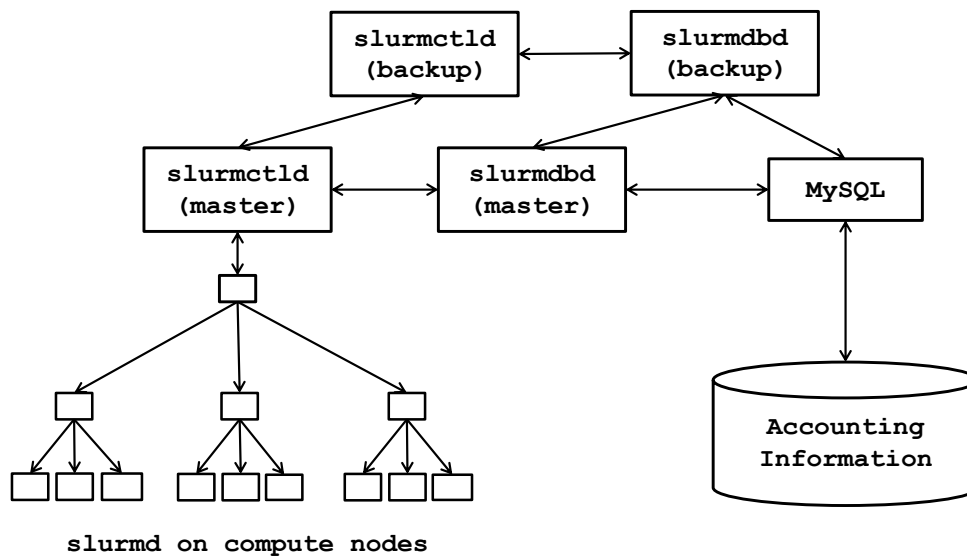 slurmctld
(backup)
slurmdbd
(backup)
slurmctld
(master)
slurmdbd
(master)
MySQL
Accounting
Information
slurmd on compute nodes